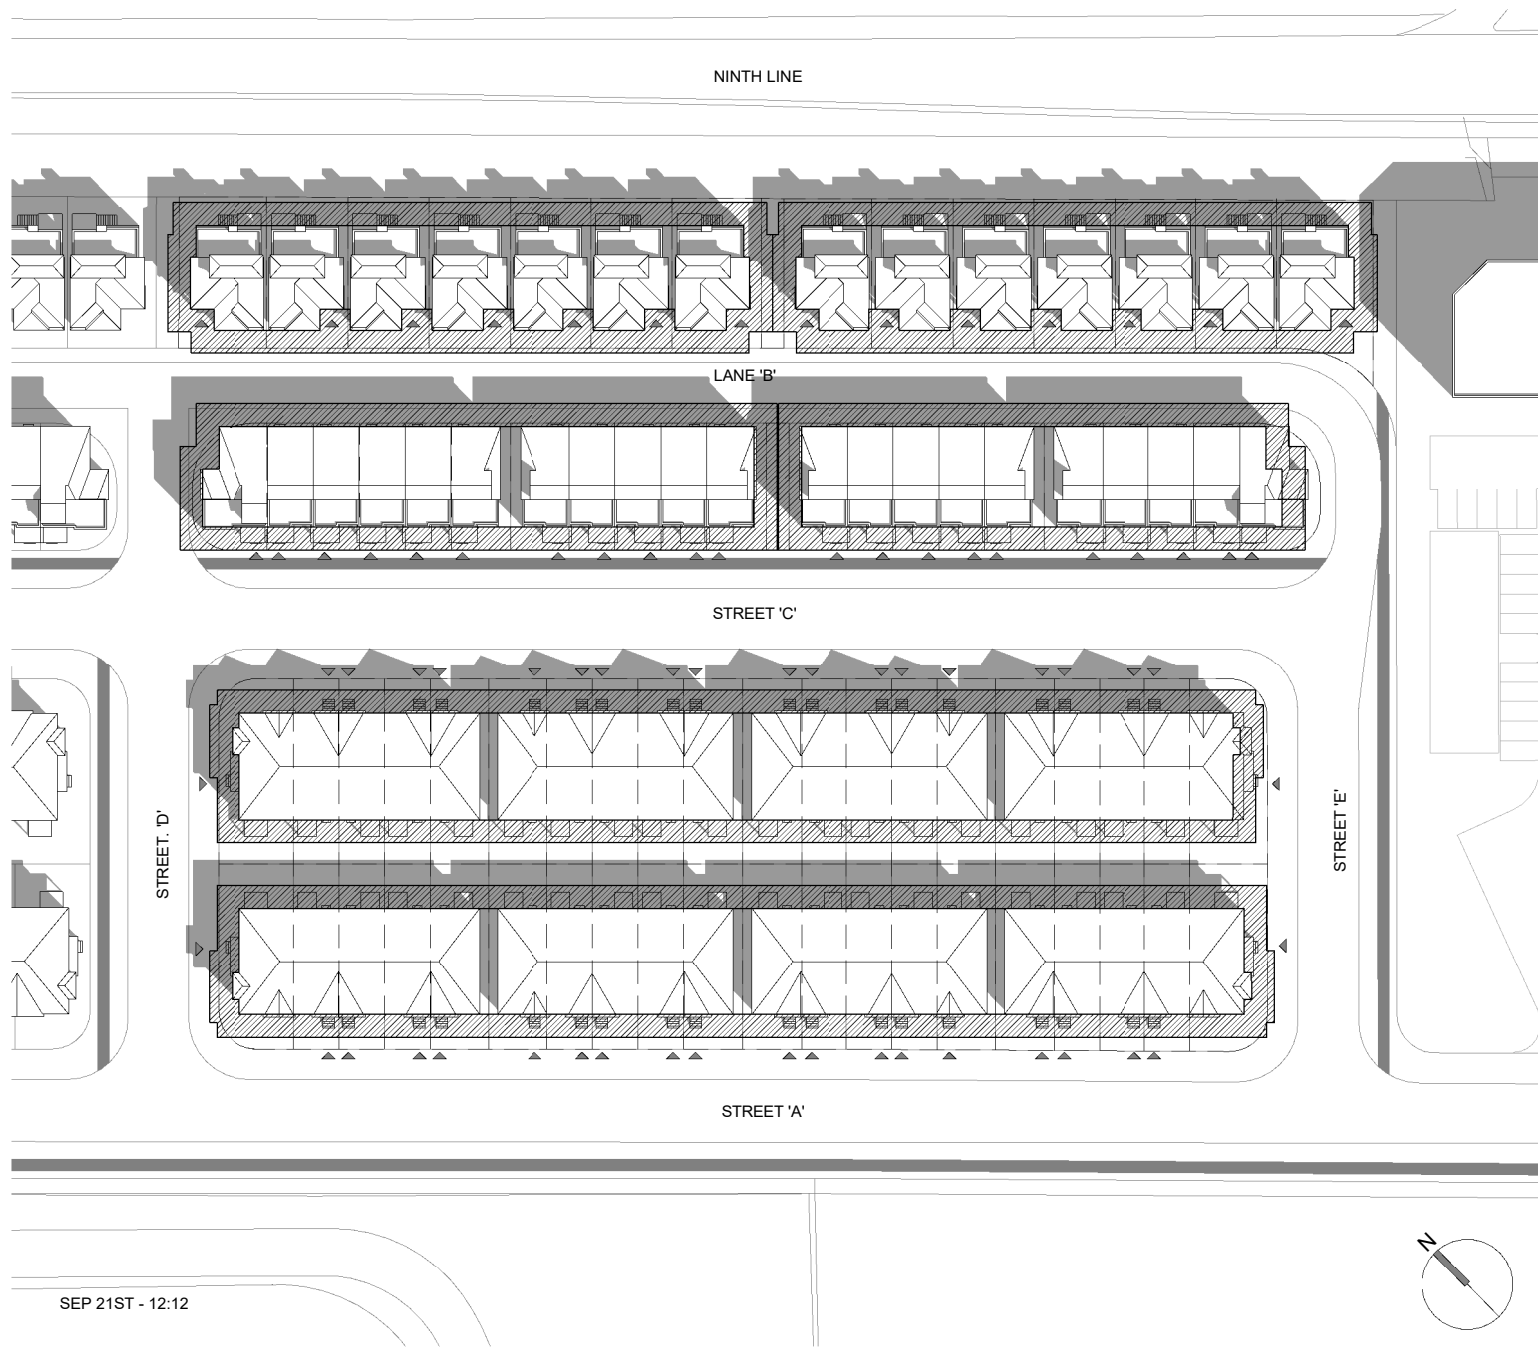 NINTH LINE
LANE 'B'
STREET 'C'
STREET. 'D'
STREET 'E'
STREET 'A'
N
SEP 21ST - 12:12